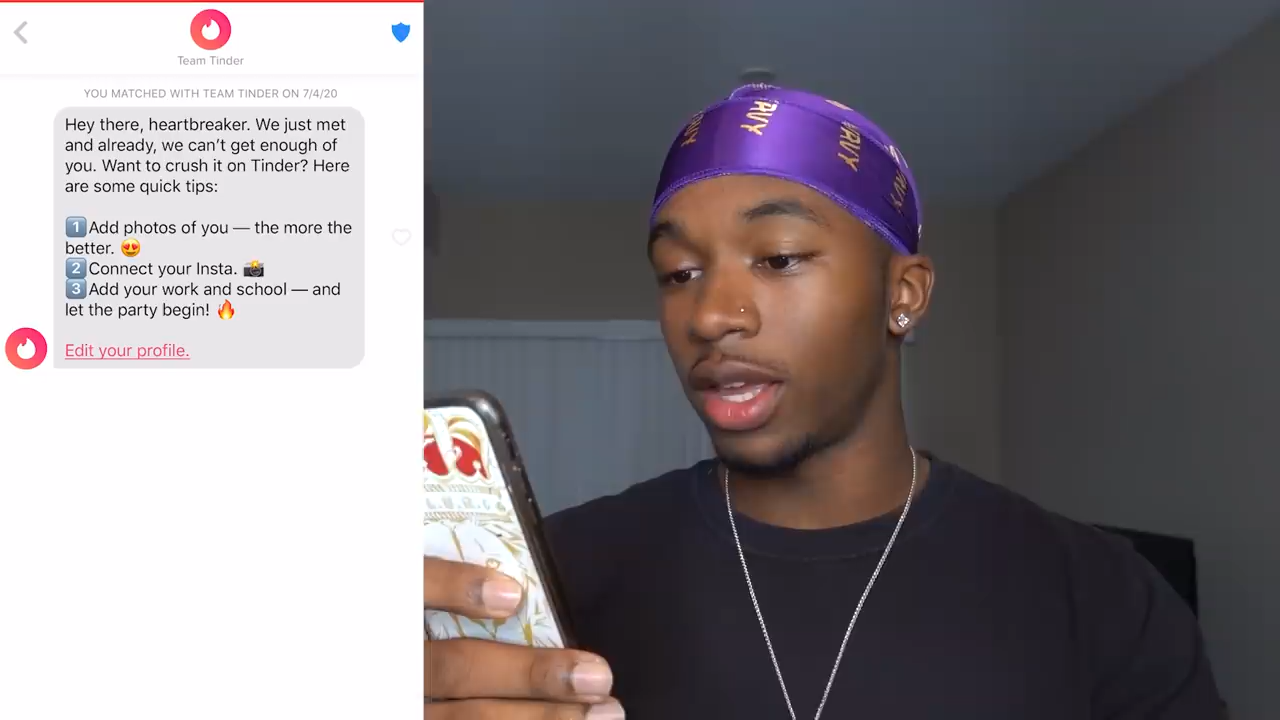 Team Tinder
YOU MATCHED WITH TEAM TINDER ON 7/4/20
Hey there, heartbreaker. We just met
and already, we can't get enough of
you. Want to crush it on Tinder? Here
are some quick tips:
1️⃣Add photos of you — the more the
better. 😍
2️⃣Connect your Insta. 📸
3️⃣Add your work and school — and
let the party begin! 🔥
Edit your profile.